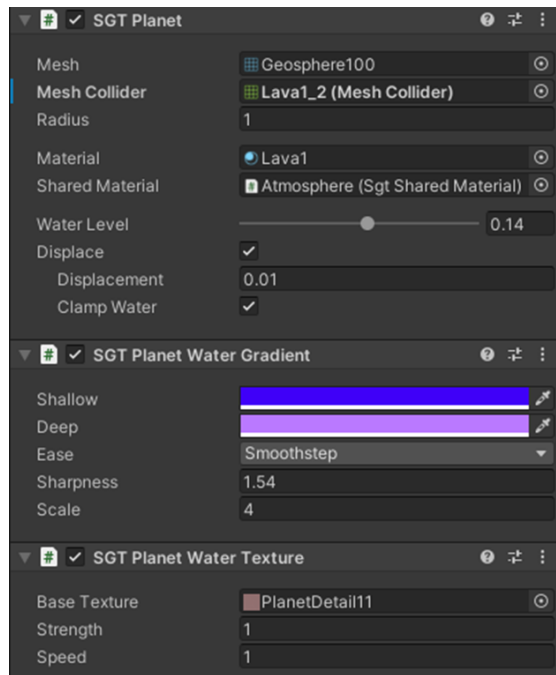 SGT Planet
Mesh Geosphere100
Mesh Collider Lava1_2 (Mesh Collider)
Radius 1
Material Lava1
Shared Material Atmosphere (Sgt Shared Material)
Water Level 0.14
Displace
Displacement 0.01
Clamp Water
SGT Planet Water Gradient
Shallow
Deep
Ease Smoothstep
Sharpness 1.54
Scale 4
SGT Planet Water Texture
Base Texture PlanetDetail11
Strength 1
Speed 1